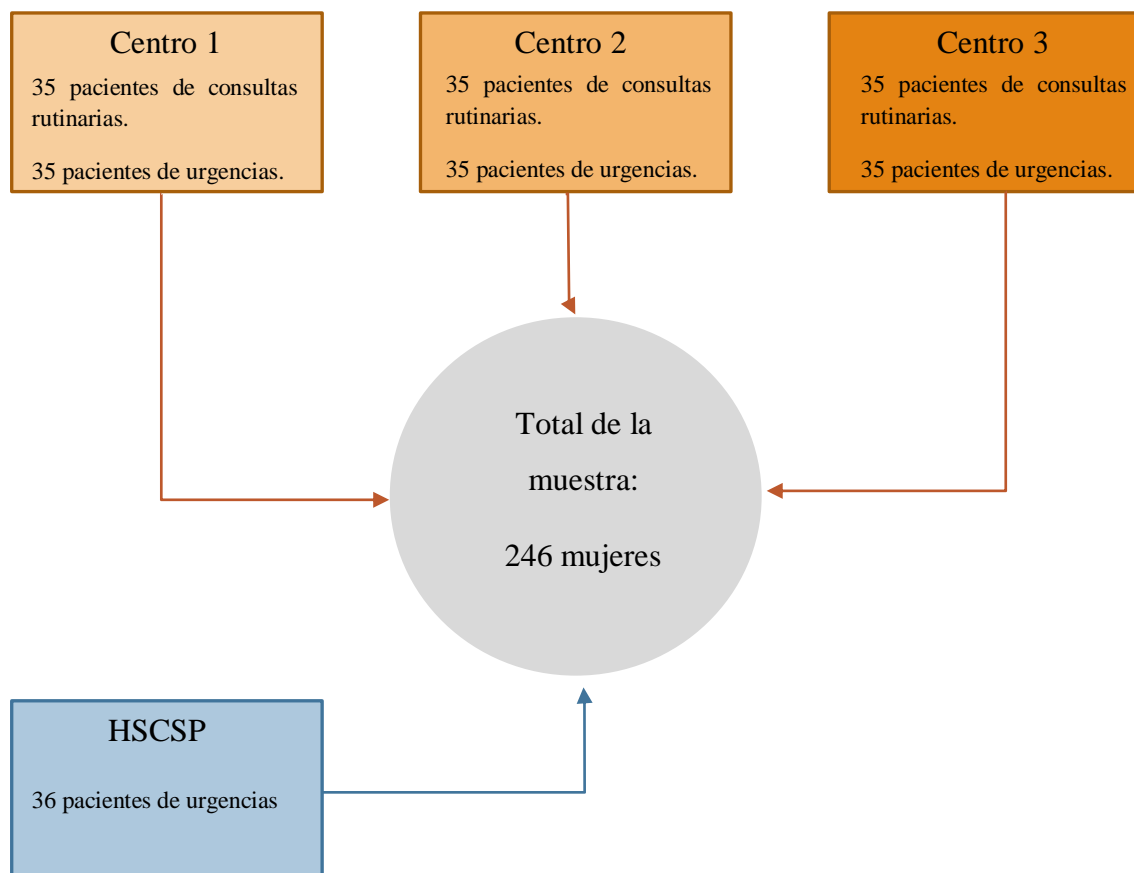 Centro 1
35 pacientes de consultas
rutinarias.
35 pacientes de urgencias.
Centro 2
35 pacientes de consultas
rutinarias.
35 pacientes de urgencias.
Centro 3
35 pacientes de consultas
rutinarias.
35 pacientes de urgencias.
Total de la
muestra:
246 mujeres
HSCSP
36 pacientes de urgencias